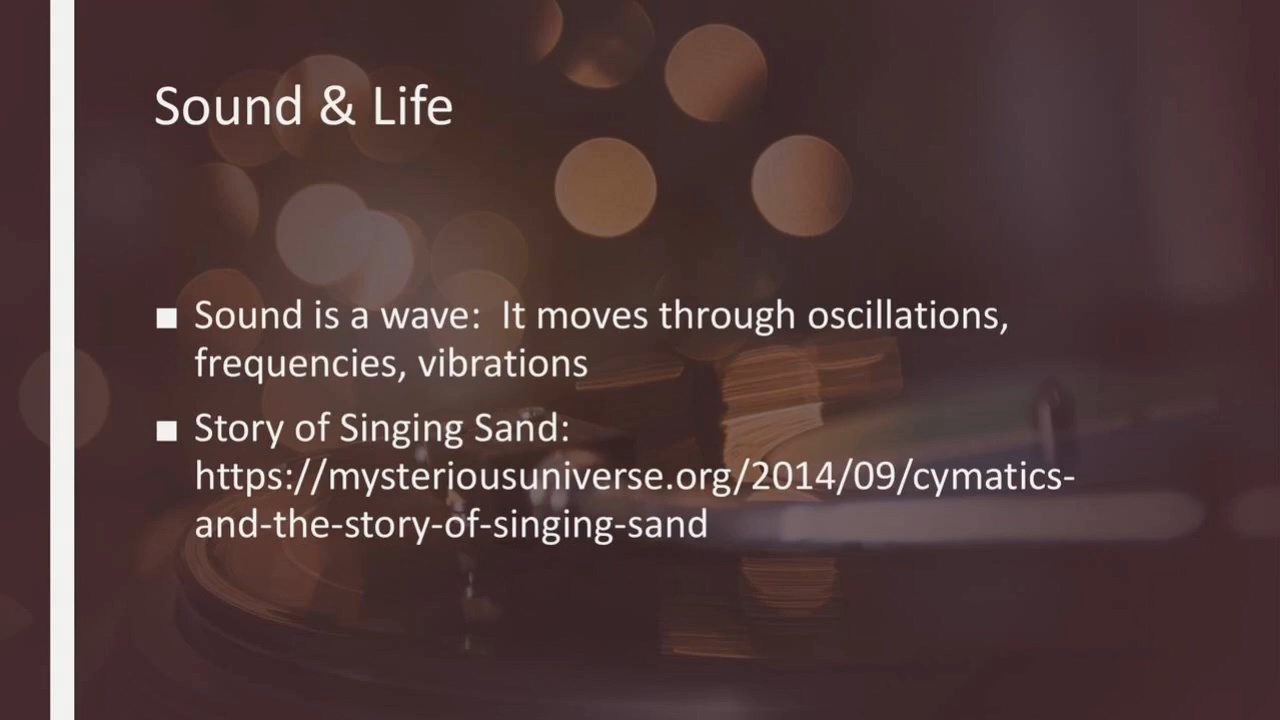 Sound & Life
■ Sound is a wave:  It moves through oscillations,
frequencies, vibrations
■ Story of Singing Sand:
https://mysteriousuniverse.org/2014/09/cymatics-
and-the-story-of-singing-sand